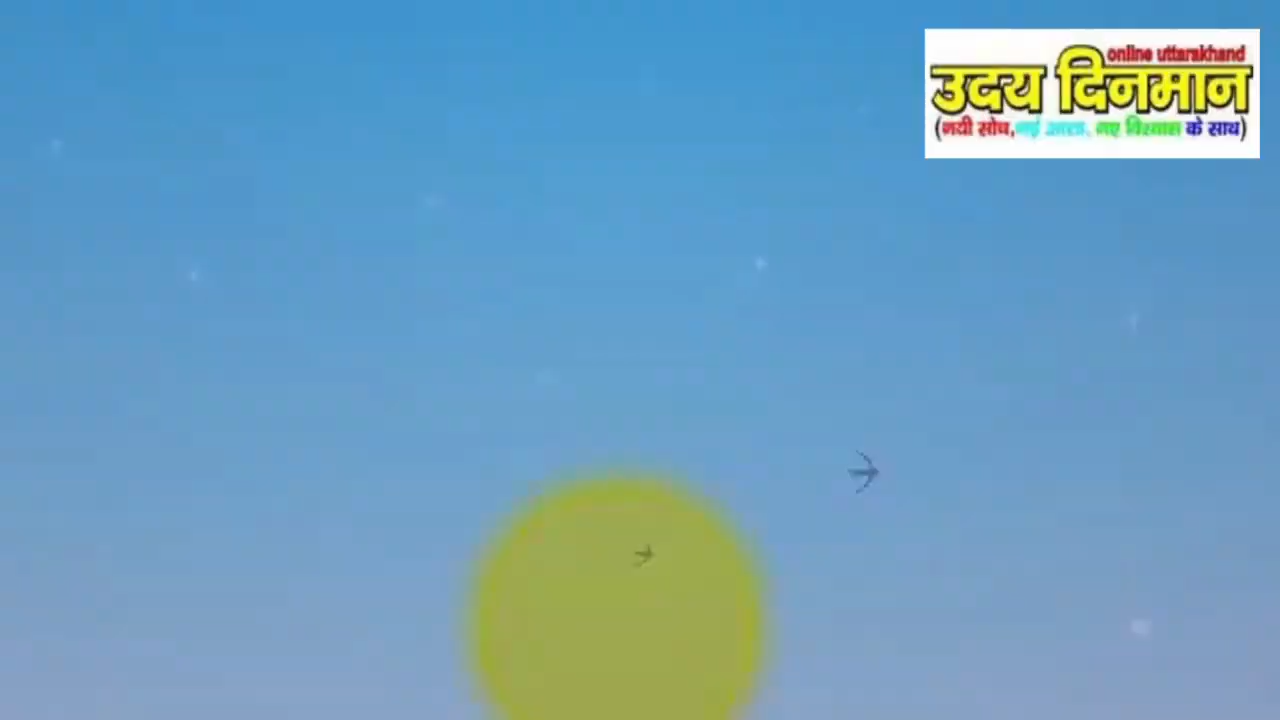 online uttarakhand
उदय दिनमान
(नयी सोच, नई आशा, नए विश्वास के साथ)